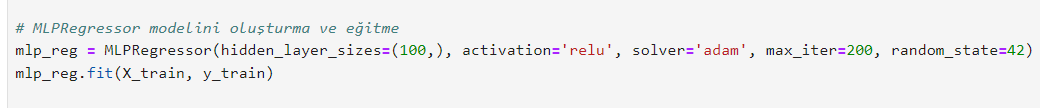 # MLPRegressor modelini oluşturma ve eğitme
mlp_reg = MLPRegressor(hidden_layer_sizes=(100,), activation='relu', solver='adam', max_iter=200, random_state=42)
mlp_reg.fit(X_train, y_train)